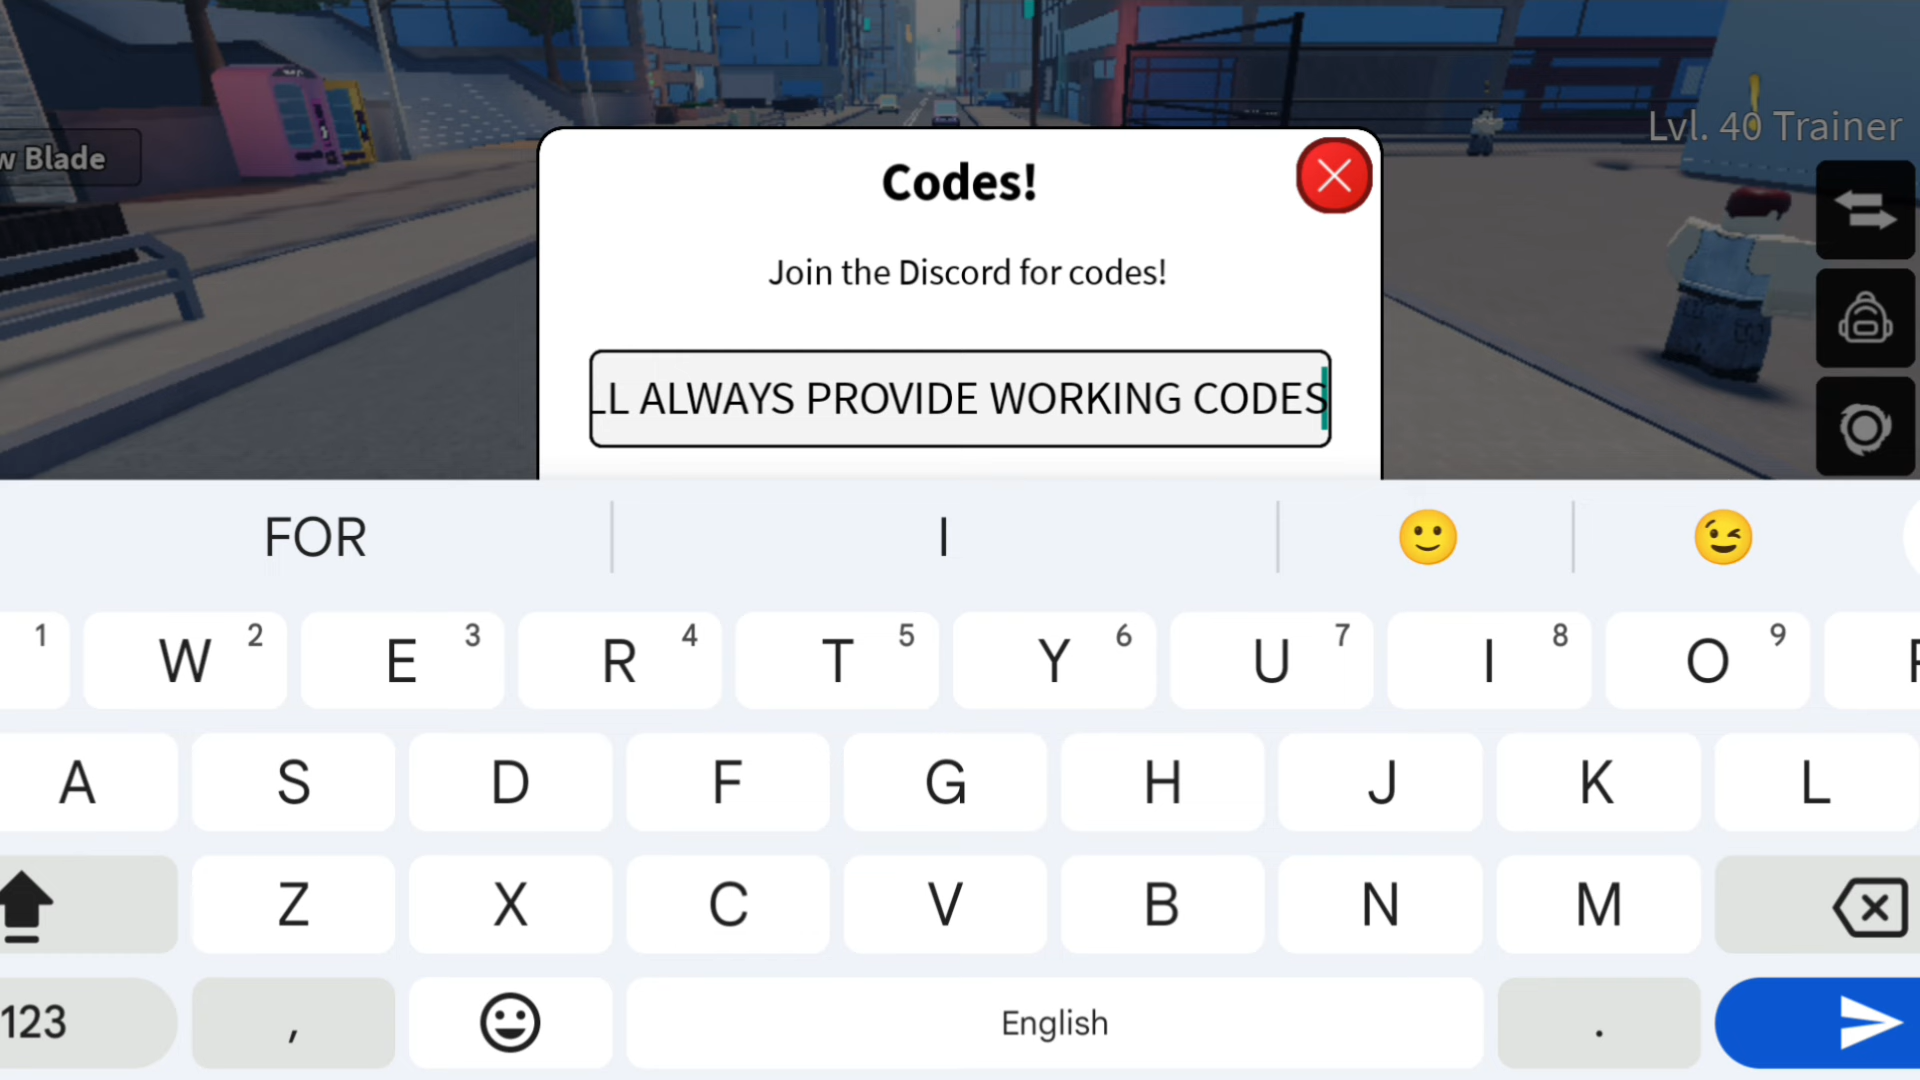 Lvl. 40 Trainer
w Blade
Codes!
Join the Discord for codes!
LL ALWAYS PROVIDE WORKING CODES
FOR I 🙂 😉
1 W 2 E 3 R 4 T 5 Y 6 U 7 I 8 O 9 P
A S D F G H J K L
Z X C V B N M
123 , English .